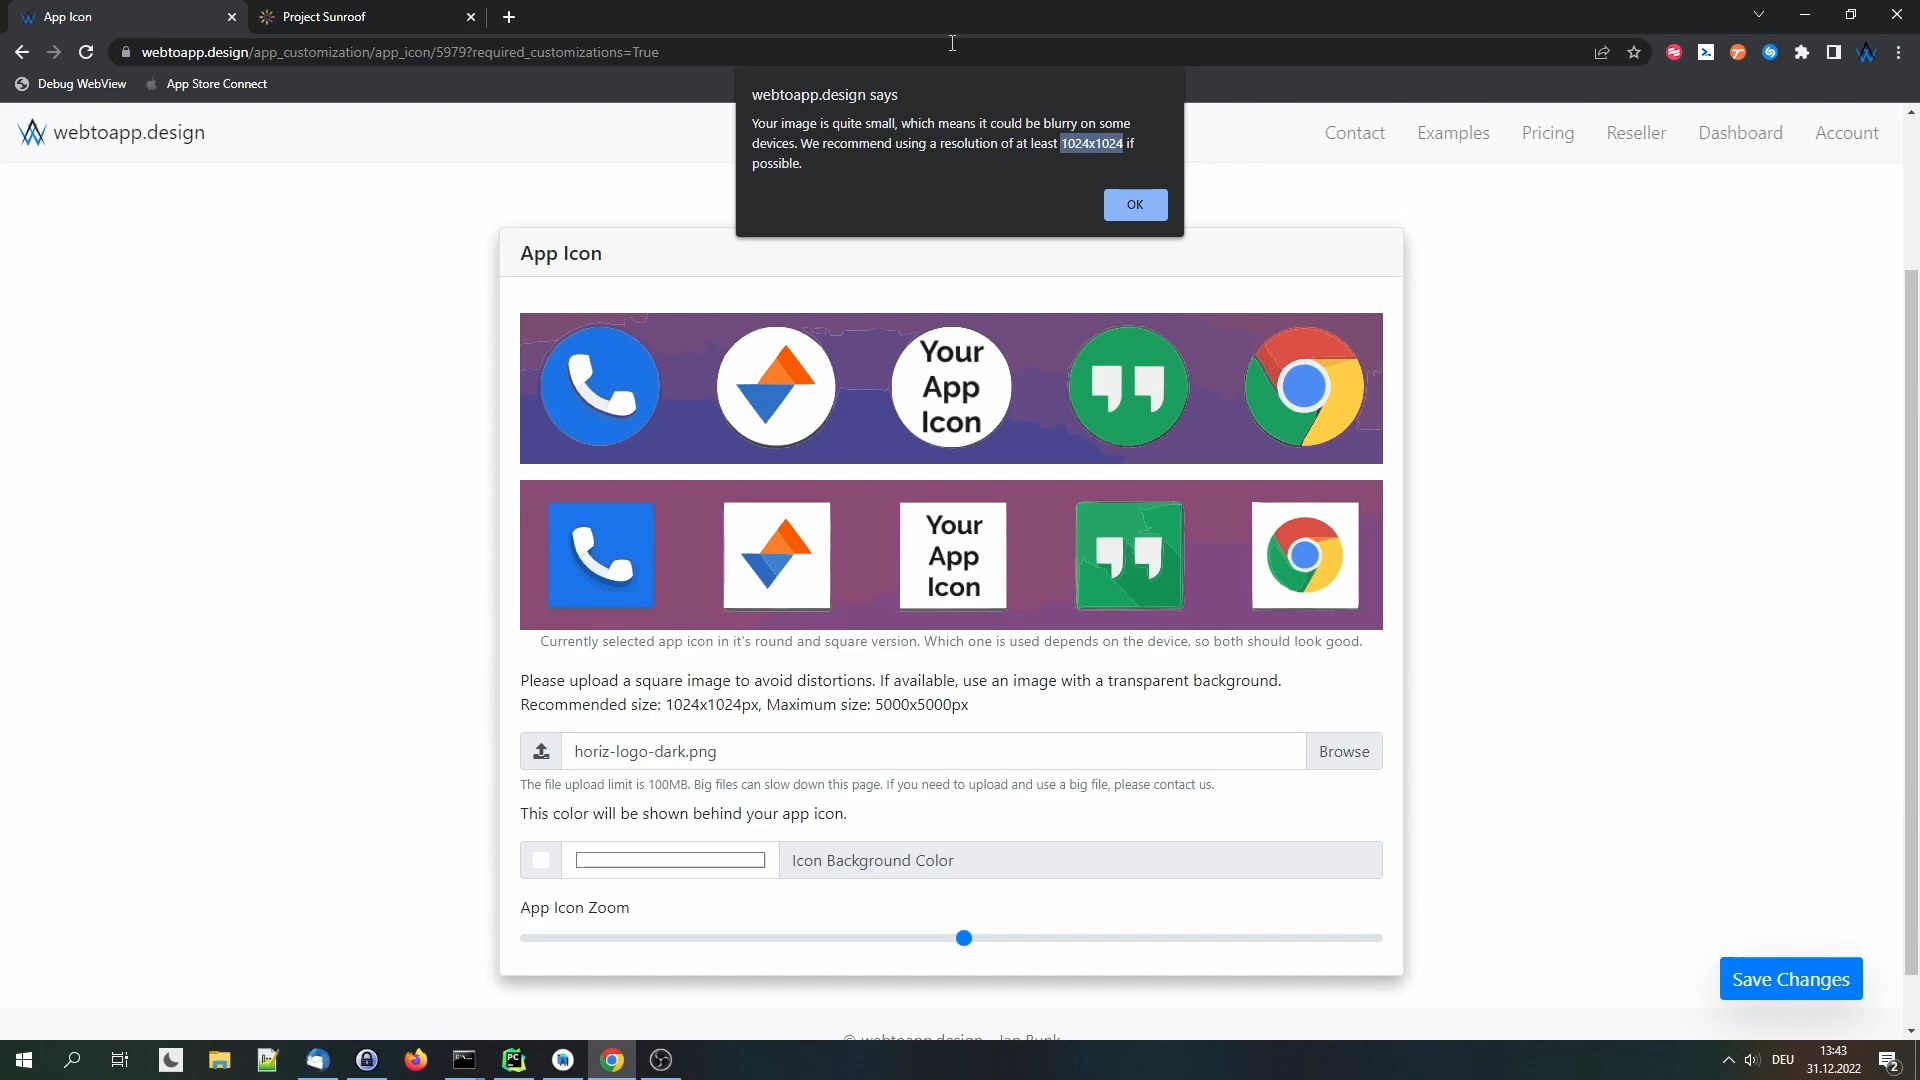 App Icon
Project Sunroof
webtoapp.design/app_customization/app_icon/5979?required_customizations=True
Debug WebView
App Store Connect
webtoapp.design says
Your image is quite small, which means it could be blurry on some
devices. We recommend using a resolution of at least 1024x1024 if
possible.
OK
webtoapp.design
Contact
Examples
Pricing
Reseller
Dashboard
Account
App Icon
Your
App
Icon
Your
App
Icon
Currently selected app icon in it's round and square version. Which one is used depends on the device, so both should look good.
Please upload a square image to avoid distortions. If available, use an image with a transparent background.
Recommended size: 1024x1024px, Maximum size: 5000x5000px
horiz-logo-dark.png
Browse
The file upload limit is 100MB. Big files can slow down this page. If you need to upload and use a big file, please contact us.
This color will be shown behind your app icon.
Icon Background Color
App Icon Zoom
Save Changes
DEU
13:43
31.12.2022
2